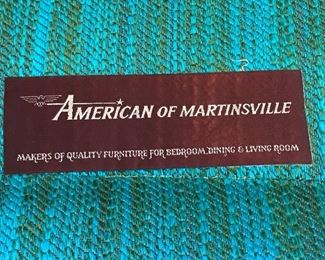 AMERICAN OF MARTINSVILLE
MAKERS OF QUALITY FURNITURE FOR BEDROOM, DINING & LIVING ROOM